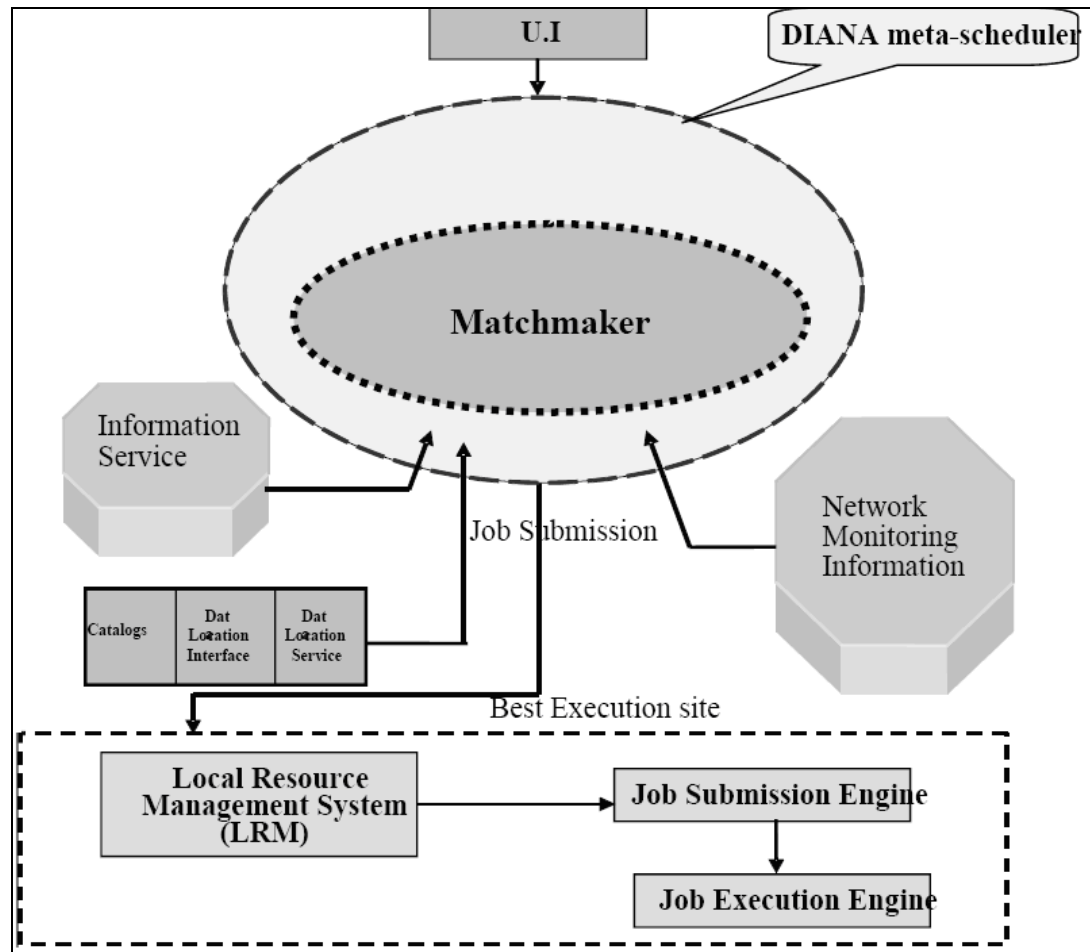 U.I
DIANA meta-scheduler
Matchmaker
Information
Service
Network
Monitoring
Information
Job Submission
Catalogs
Dat
a
Location
Interface
Dat
a
Location
Service
Best Execution site
Local Resource
Management System
(LRM)
Job Submission Engine
Job Execution Engine